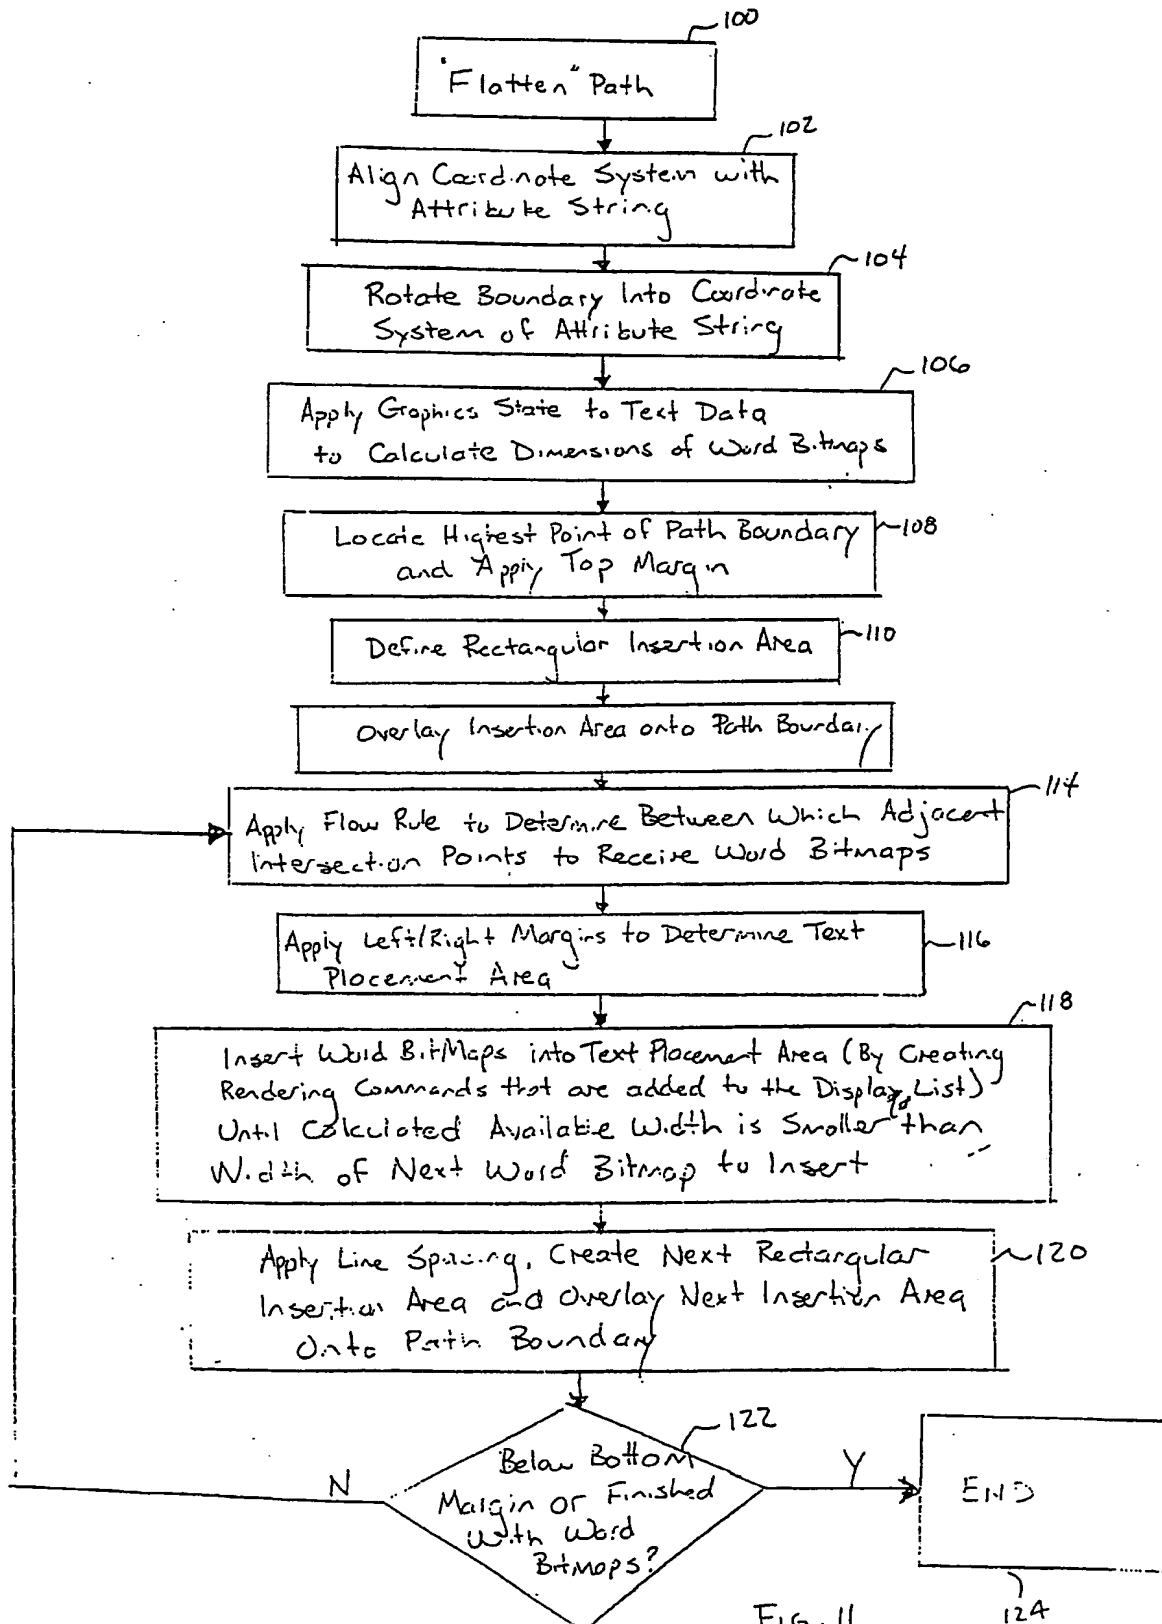 100
"Flatten" Path
102
Align Coordinate System with
Attribute String
104
Rotate Boundary Into Coordinate
System of Attribute String
106
Apply Graphics State to Text Data
to Calculate Dimensions of Word Bitmaps
108
Locate Highest Point of Path Boundary
and Apply Top Margin
110
Define Rectangular Insertion Area
Overlay Insertion Area onto Path Boundary
114
Apply Flow Rule to Determine Between Which Adjacent
Intersection Points to Receive Word Bitmaps
Apply Left/Right Margins to Determine Text
Placement Area
116
118
Insert Word BitMaps into Text Placement Area (By Creating
Rendering Commands that are added to the Display List)
Until Calculated Available Width is Smaller than
Width of Next Word Bitmap to Insert
Apply Line Spacing, Create Next Rectangular
Insertion Area and Overlay Next Insertion Area
Onto Path Boundary
120
122
Below Bottom
Margin or Finished
With Word
Bitmaps?
N
Y
END
124
FIG. 11